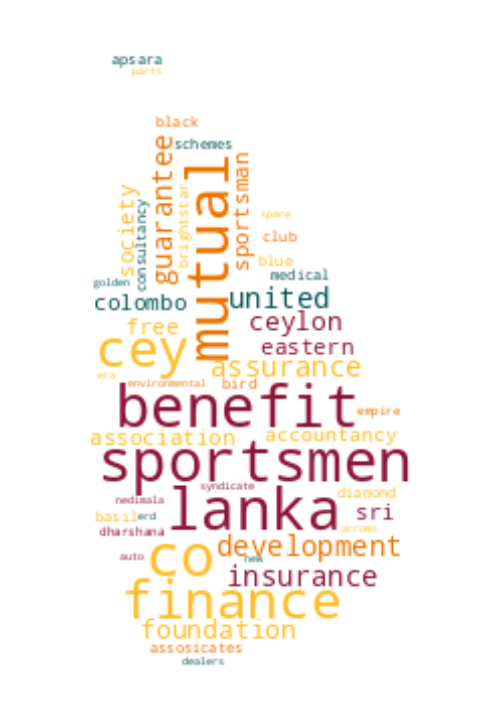 apsara
parts
black
schemes
guarantee
mutual
sportsman
society
consultancy
brightstar
spare
club
blue
golden
medical
colombo
united
free
ceylon
cey
eastern
assurance
era
environmental
bird
benefit
empire
association
accountancy
sportsmen
syndicate
lanka
diamond
nedimala
basil
erd
sri
dharshana
arrows
co
development
auto
new
insurance
finance
foundation
assosicates
dealers